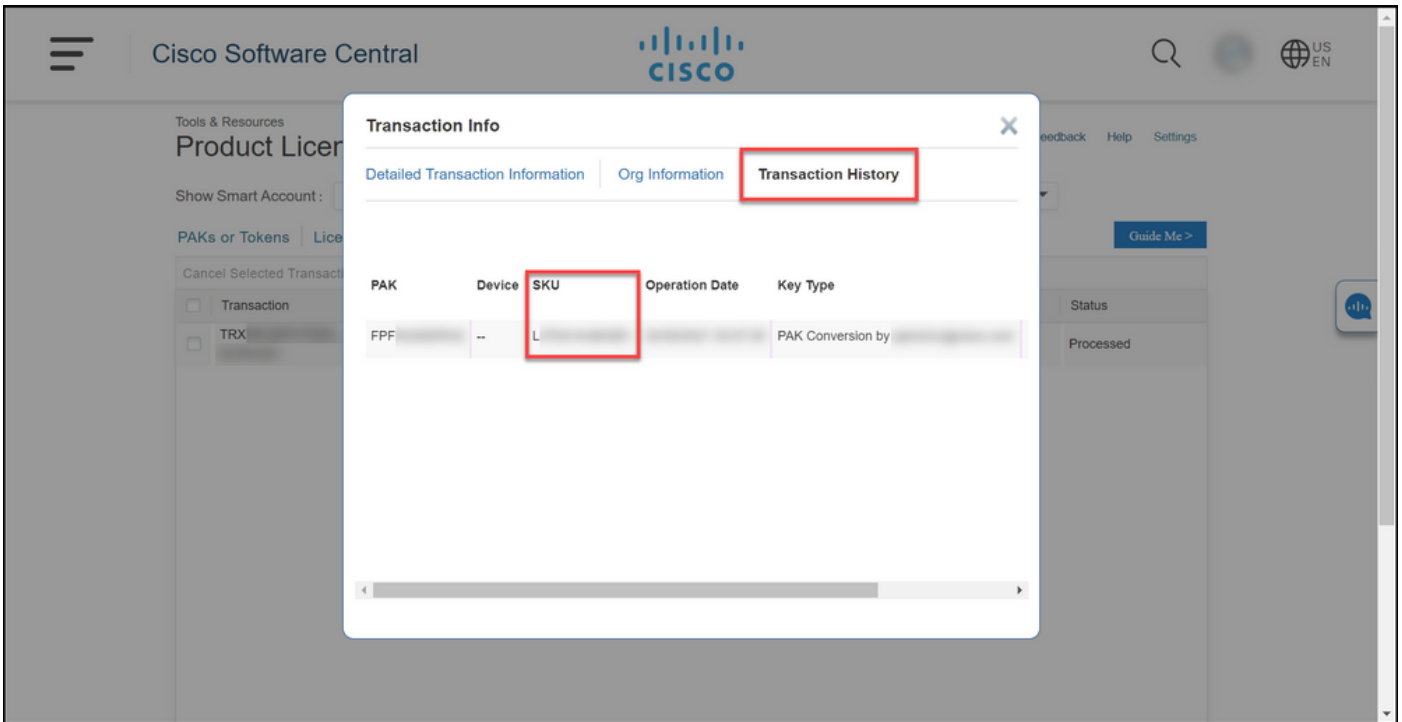 Cisco Software Central
CISCO
US
EN
Tools & Resources
Product Licen
eedback Help Settings
Show Smart Account :
PAKs or Tokens Lice
Guide Me >
Cancel Selected Transacti
Transaction
Status
TRX
Processed
Transaction Info
Detailed Transaction Information Org Information Transaction History
PAK Device SKU Operation Date Key Type
FPF -- L PAK Conversion by